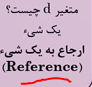 متغیر d چیست؟
یک شیء
ارجاع به یک شیء
(Reference)